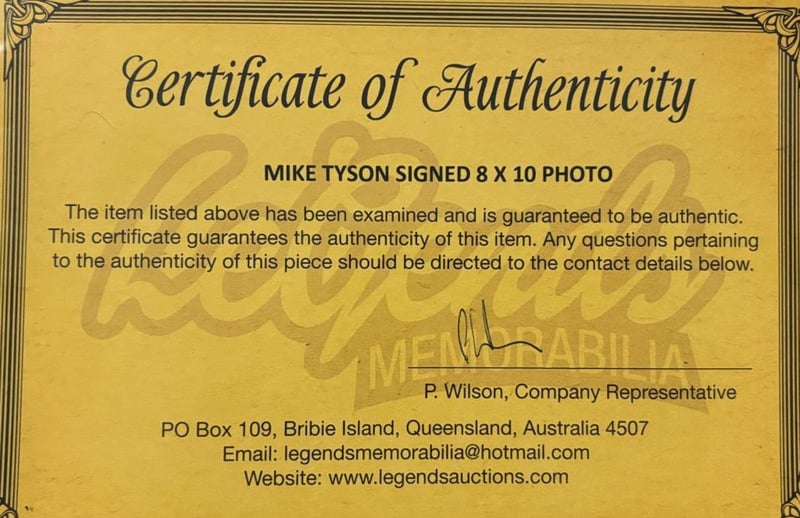 Certificate of Authenticity
MIKE TYSON SIGNED 8 X 10 PHOTO
The item listed above has been examined and is guaranteed to be authentic.
This certificate guarantees the authenticity of this item. Any questions pertaining
to the authenticity of this piece should be directed to the contact details below.
Legends
MEMORABILIA
P. Wilson, Company Representative
PO Box 109, Bribie Island, Queensland, Australia 4507
Email: legendsmemorabilia@hotmail.com
Website: www.legendsauctions.com